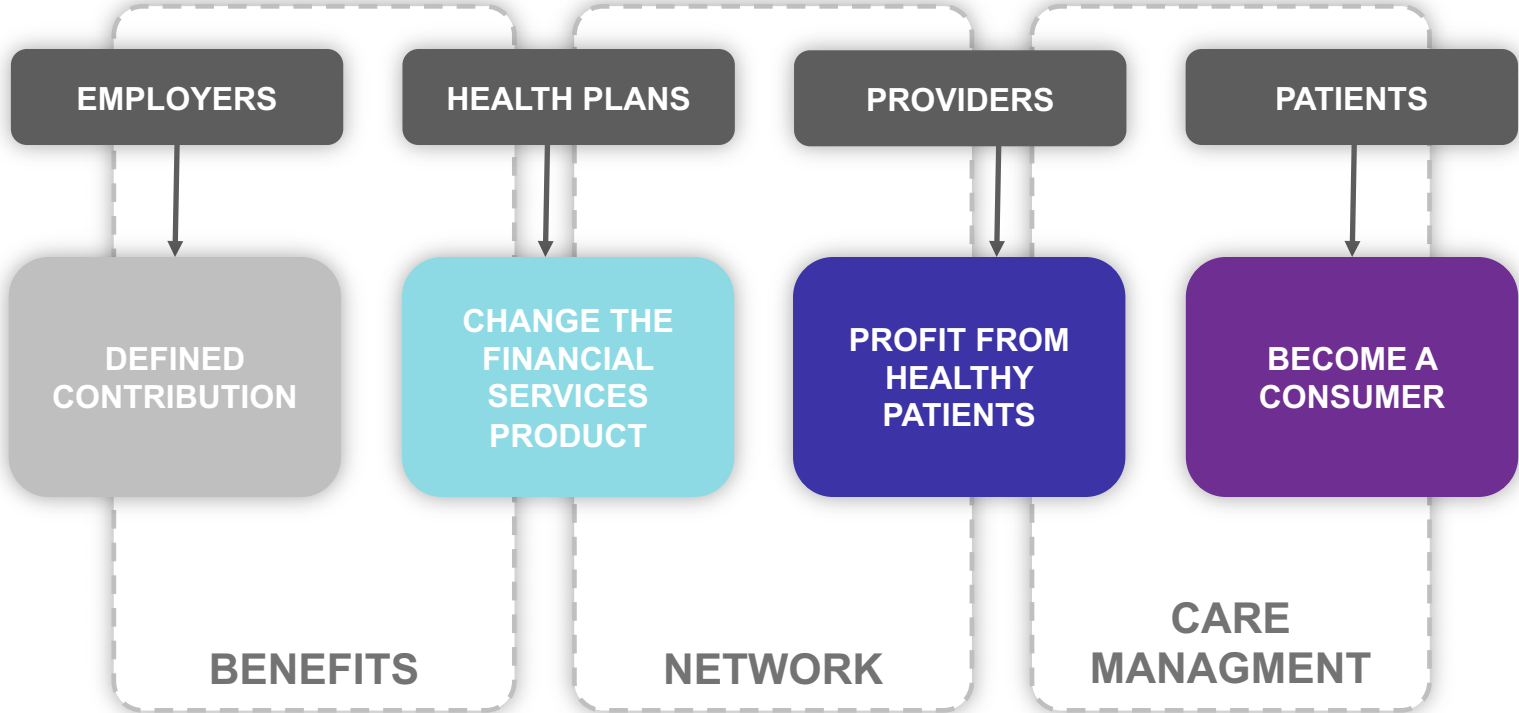 EMPLOYERS
HEALTH PLANS
PROVIDERS
PATIENTS
DEFINED
CONTRIBUTION
CHANGE THE
FINANCIAL
SERVICES
PRODUCT
PROFIT FROM
HEALTHY
PATIENTS
BECOME A
CONSUMER
BENEFITS
NETWORK
CARE
MANAGMENT